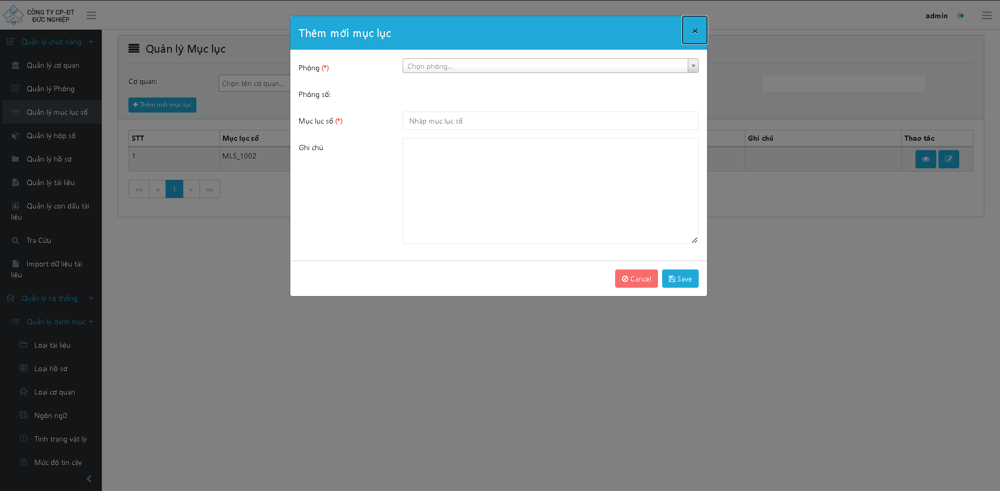 CÔNG TY CP-ĐT
ĐỨC NGHIỆP
admin
Quản lý chức năng
Quản lý cơ quan
Quản lý Phông
Quản lý mục lục số
Quản lý hộp số
Quản lý hồ sơ
Quản lý tài liệu
Quản lý con dấu tài
liệu
Tra Cứu
Import dữ liệu tài
liệu
Quản lý hệ thống
Quản lý danh mục
Loại tài liệu
Loại hồ sơ
Loại cơ quan
Ngôn ngữ
Tình trạng vật lý
Mức độ tin cậy
Quản lý Mục lục
Cơ quan:
Chọn tên cơ quan...
Thêm mới mục lục
STT
Mục lục số
Ghi chú
Thao tác
1
MLS_1002
«« « 1 » »»
Thêm mới mục lục
×
Phông (*)
Chọn phông...
Phông số:
Mục lục số (*)
Nhập mục lục số
Ghi chú
Cancel
Save